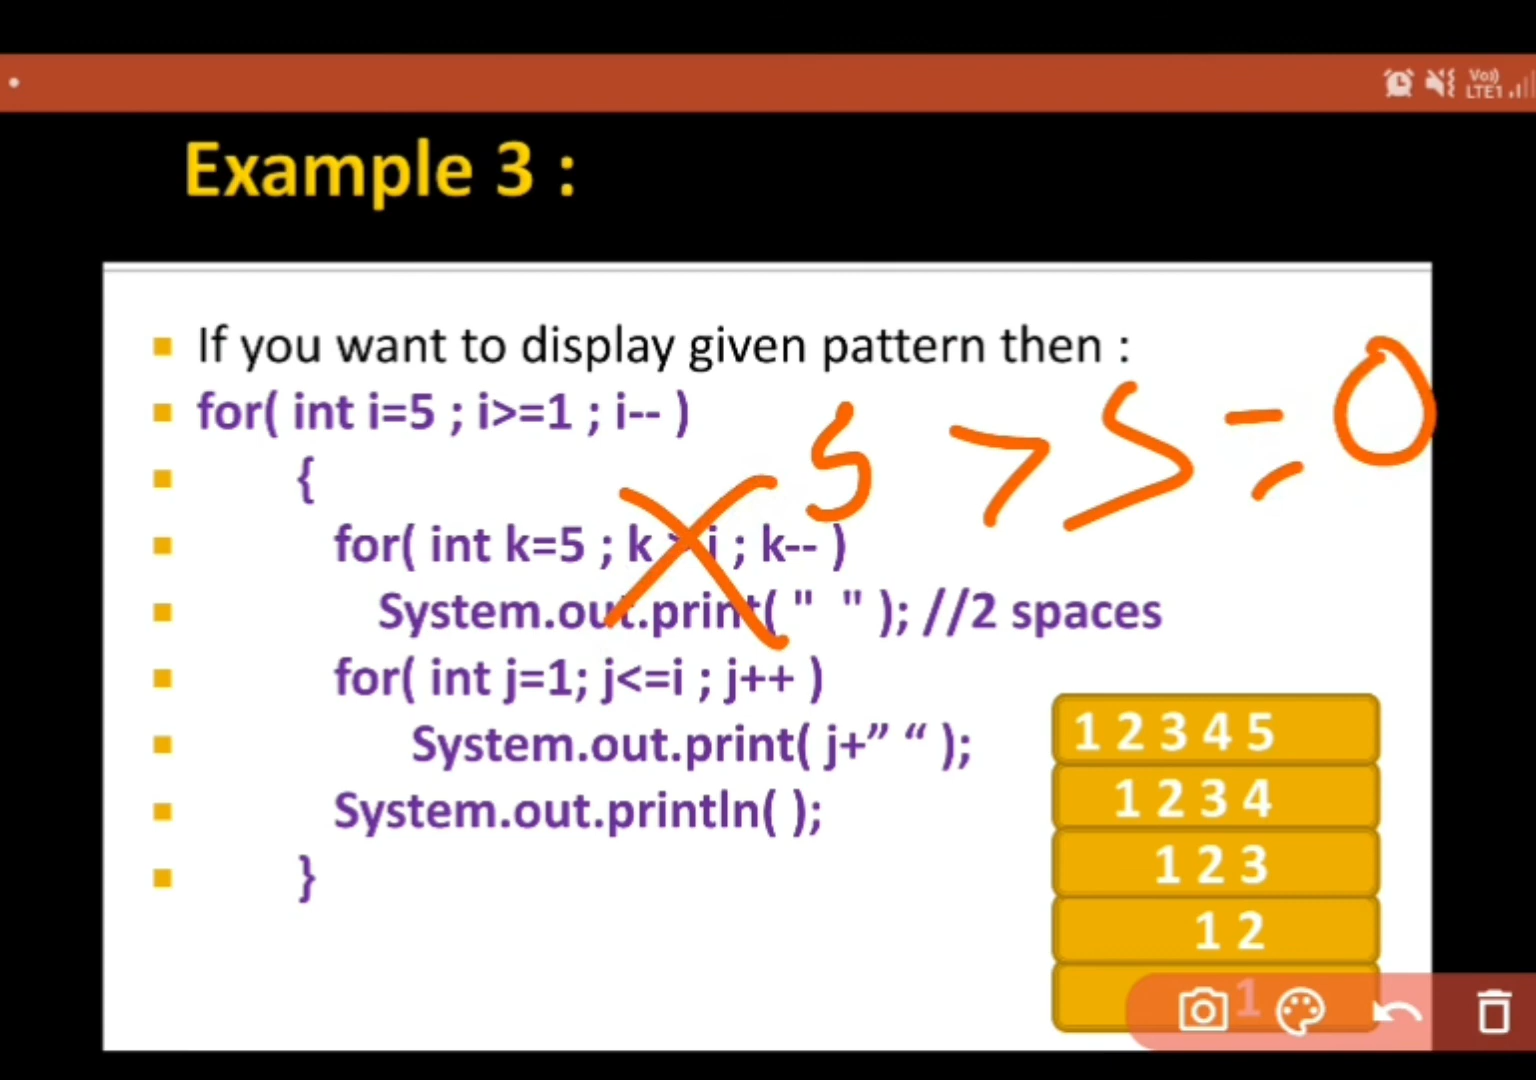 Vo))
LTE1
Example 3 :
If you want to display given pattern then :
for( int i=5 ; i>=1 ; i-- )
{
5 > 5 = 0
for( int k=5 ; k > i ; k-- )
System.out.print( "  " ); //2 spaces
for( int j=1; j<=i ; j++ )
System.out.print( j+” “ );
System.out.println( );
}
1 2 3 4 5
1 2 3 4
1 2 3
1 2
1